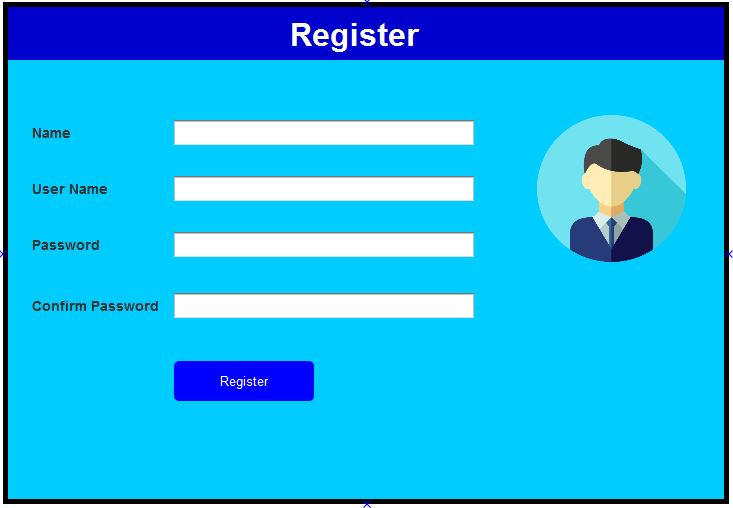 Register
Name
User Name
Password
Confirm Password
Register